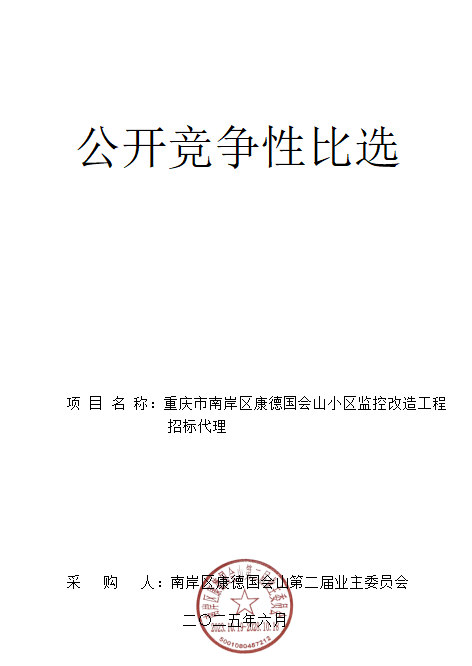 公开竞争性比选
项 目 名 称：重庆市南岸区康德国会山小区监控改造工程
招标代理
采 购 人：南岸区康德国会山第二届业主委员会
二〇二五年六月
5001080487212